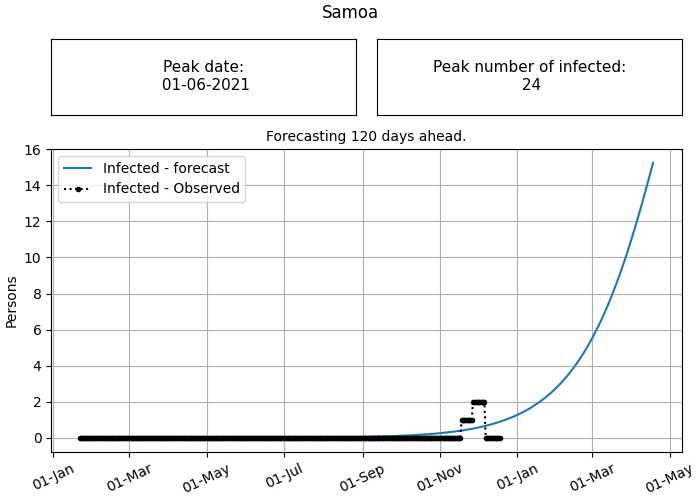 Samoa
Peak date:
01-06-2021
Peak number of infected:
24
Forecasting 120 days ahead.
Infected - forecast
Infected - Observed
Persons
16
14
12
10
8
6
4
2
0
01-Jan
01-Mar
01-May
01-Jul
01-Sep
01-Nov
01-Jan
01-Mar
01-May